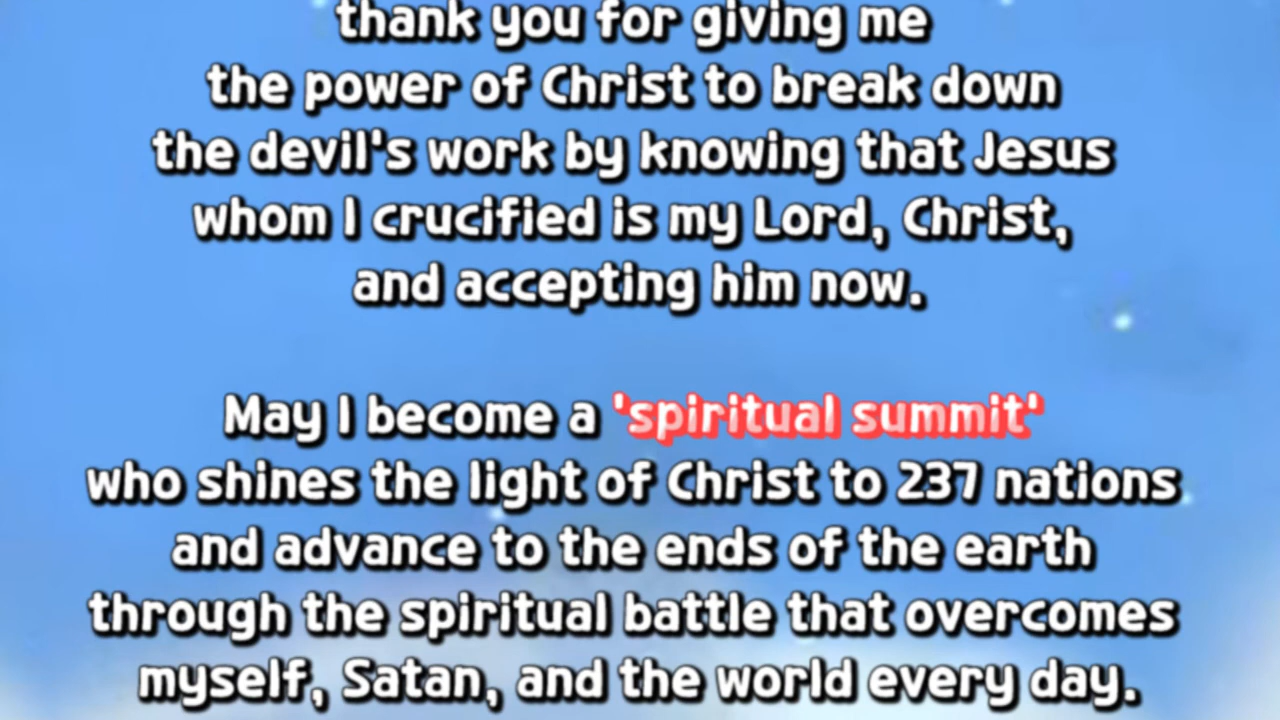 thank you for giving me
the power of Christ to break down
the devil's work by knowing that Jesus
whom I crucified is my Lord, Christ,
and accepting him now.
May I become a 'spiritual summit'
who shines the light of Christ to 237 nations
and advance to the ends of the earth
through the spiritual battle that overcomes
myself, Satan, and the world every day.